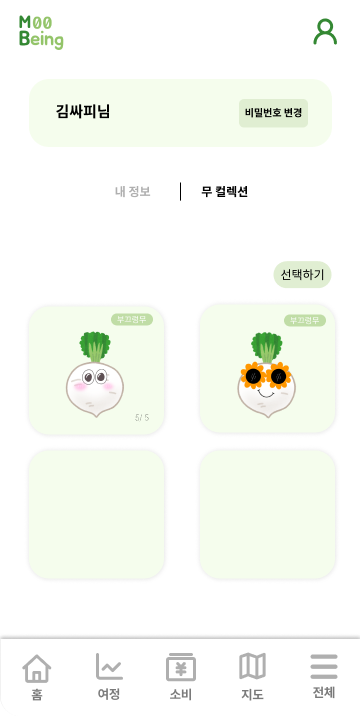 M00
Being
김싸피님
비밀번호 변경
내 정보
무 컬렉션
선택하기
부끄럼무
부끄럼무
5/ 5
홈
여정
소비
지도
전체